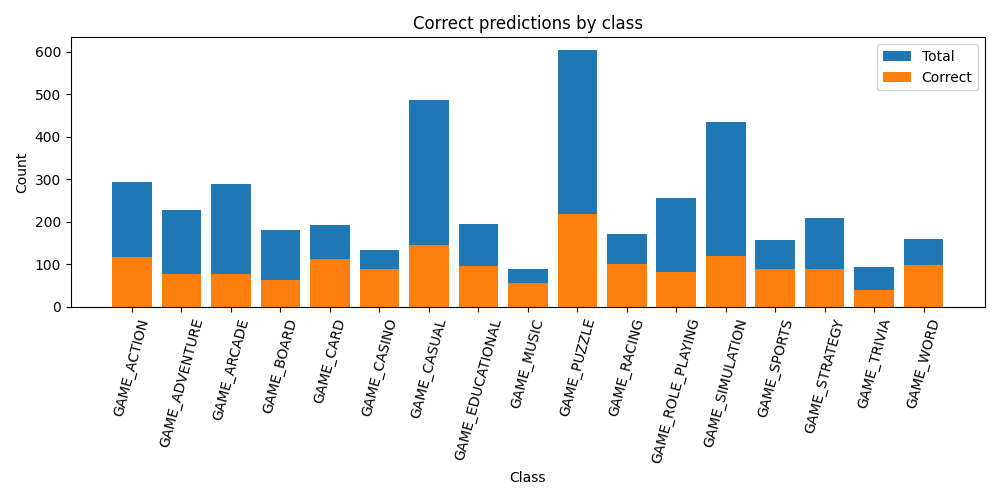 Correct predictions by class
Total
Correct
Count
600
500
400
300
200
100
0
GAME_ACTION
GAME_ADVENTURE
GAME_ARCADE
GAME_BOARD
GAME_CARD
GAME_CASINO
GAME_CASUAL
GAME_EDUCATIONAL
GAME_MUSIC
GAME_PUZZLE
GAME_RACING
GAME_ROLE_PLAYING
GAME_SIMULATION
GAME_SPORTS
GAME_STRATEGY
GAME_TRIVIA
GAME_WORD
Class